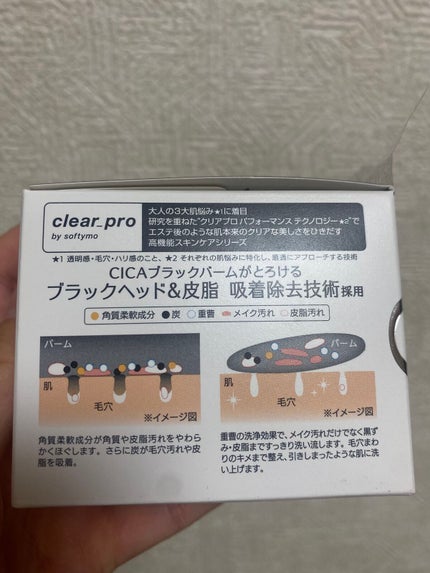 clear_pro
by softymo
大人の3大肌悩み★1に着目
研究を重ねた"クリアプロ パフォーマンス テクノロジー★2"で
エステ後のような肌本来のクリアな美しさをひきだす
高機能スキンケアシリーズ
★1 透明感・毛穴・ハリ感のこと、★2 それぞれの肌悩みに特化し、最適にアプローチする技術
CICAブラックバームがとろける
ブラックヘッド&皮脂 吸着除去技術採用
角質柔軟成分 炭 重曹 メイク汚れ 皮脂汚れ
バーム
肌
毛穴
※イメージ図
角質柔軟成分が角質や皮脂汚れをやわら
かくほぐします。さらに炭が毛穴汚れや皮
脂を吸着。
バーム
肌
毛穴
※イメージ図
重曹の洗浄効果で、メイク汚れだけでなく黒ず
み・皮脂まですっきり洗い流します。毛穴まわ
りのキメまで整え、引きしまったような肌に洗
い上げます。